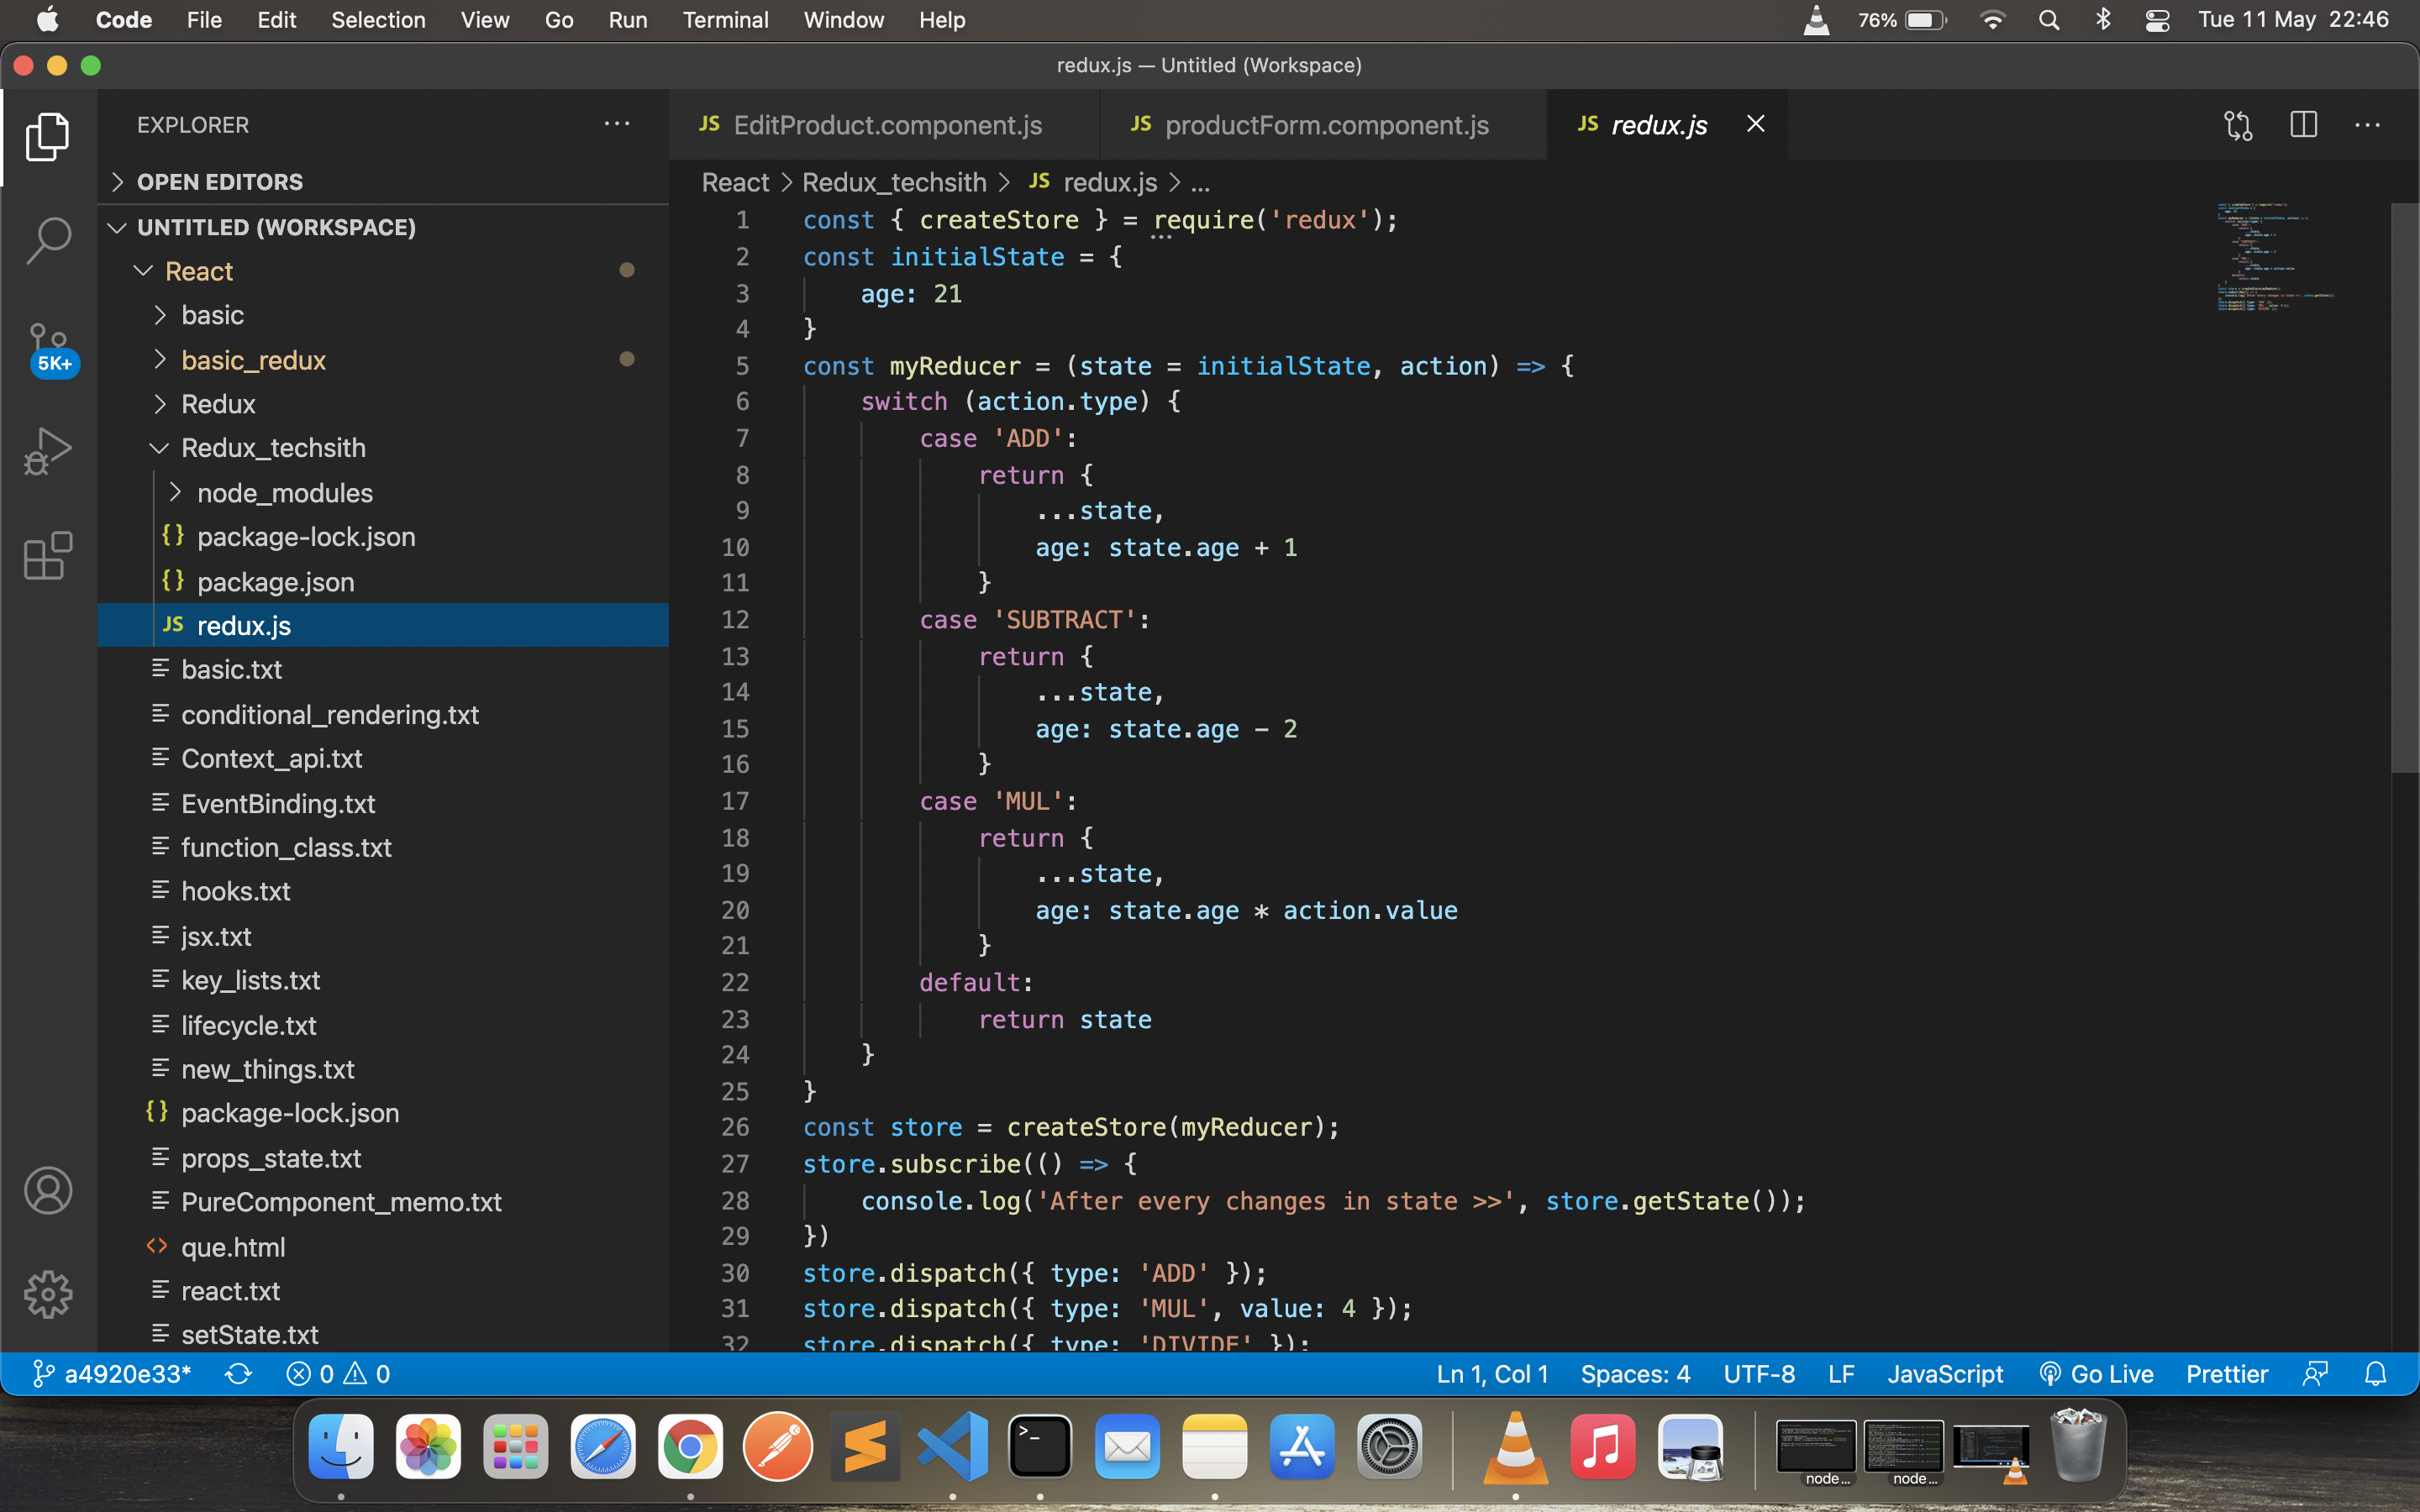 Code File Edit Selection View Go Run Terminal Window Help 76% Tue 11 May 22:46
redux.js — Untitled (Workspace)
EXPLORER
OPEN EDITORS
UNTITLED (WORKSPACE)
React
basic
basic_redux
Redux
Redux_techsith
node_modules
{} package-lock.json
{} package.json
JS redux.js
basic.txt
conditional_rendering.txt
Context_api.txt
EventBinding.txt
function_class.txt
hooks.txt
jsx.txt
key_lists.txt
lifecycle.txt
new_things.txt
{} package-lock.json
props_state.txt
PureComponent_memo.txt
<> que.html
react.txt
setState.txt
5K+
JS EditProduct.component.js JS productForm.component.js JS redux.js
React > Redux_techsith > JS redux.js > ...
1 const { createStore } = require('redux');
2 const initialState = {
3 age: 21
4 }
5 const myReducer = (state = initialState, action) => {
6 switch (action.type) {
7 case 'ADD':
8 return {
9 ...state,
10 age: state.age + 1
11 }
12 case 'SUBTRACT':
13 return {
14 ...state,
15 age: state.age - 2
16 }
17 case 'MUL':
18 return {
19 ...state,
20 age: state.age * action.value
21 }
22 default:
23 return state
24 }
25 }
26 const store = createStore(myReducer);
27 store.subscribe(() => {
28 console.log('After every changes in state >>', store.getState());
29 })
30 store.dispatch({ type: 'ADD' });
31 store.dispatch({ type: 'MUL', value: 4 });
32 store.dispatch({ type: 'DIVIDE' });
a4920e33* 0 0 Ln 1, Col 1 Spaces: 4 UTF-8 LF JavaScript Go Live Prettier
node... node...